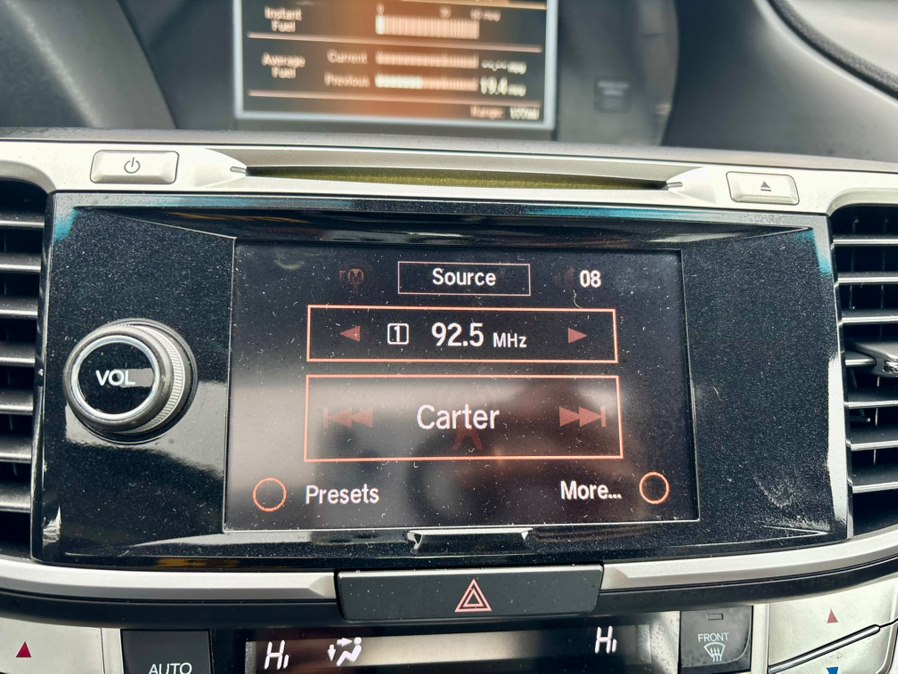 Instant
Fuel
Average
Fuel
Current
Previous
19.4
Range:
Source
08
1 92.5 MHz
Carter
VOL
Presets
More...
Hi
Hi
AUTO
FRONT